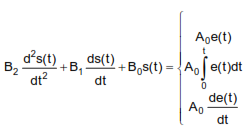 A₀e(t)
B₂ d²s(t)/dt² + B₁ ds(t)/dt + B₀s(t) = { A₀ ∫₀ᵗ e(t)dt
A₀ de(t)/dt